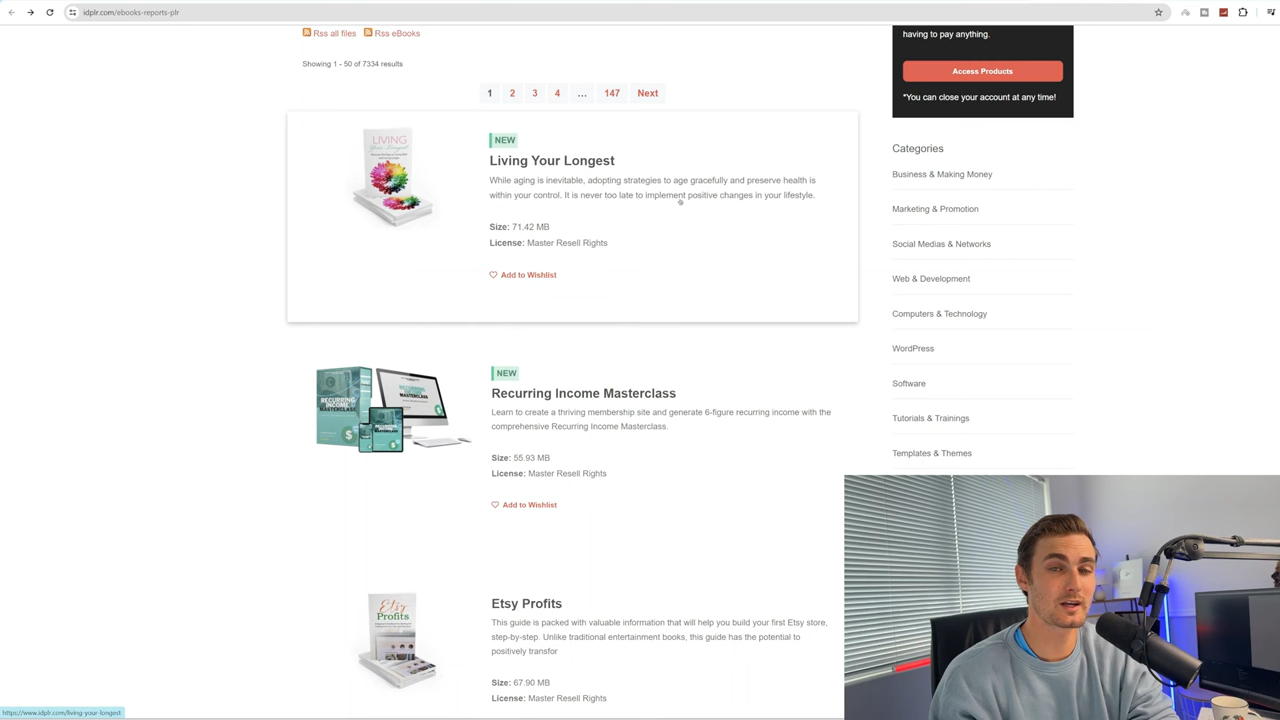 idplr.com/ebooks-reports-plr
Rss all files
Rss eBooks
Showing 1 - 50 of 7334 results
1
2
3
4
...
147
Next
LIVING
Your Longest
NEW
Living Your Longest
While aging is inevitable, adopting strategies to age gracefully and preserve health is
within your control. It is never too late to implement positive changes in your lifestyle.
Size: 71.42 MB
License: Master Resell Rights
Add to Wishlist
RECURRING
INCOME
MASTERCLASS
NEW
Recurring Income Masterclass
Learn to create a thriving membership site and generate 6-figure recurring income with the
comprehensive Recurring Income Masterclass.
Size: 55.93 MB
License: Master Resell Rights
Add to Wishlist
Etsy
Profits
Etsy Profits
This guide is packed with valuable information that will help you build your first Etsy store,
step-by-step. Unlike traditional entertainment books, this guide has the potential to
positively transfor
Size: 67.90 MB
License: Master Resell Rights
having to pay anything.
Access Products
*You can close your account at any time!
Categories
Business & Making Money
Marketing & Promotion
Social Medias & Networks
Web & Development
Computers & Technology
WordPress
Software
Tutorials & Trainings
Templates & Themes
https://www.idplr.com/living-your-longest